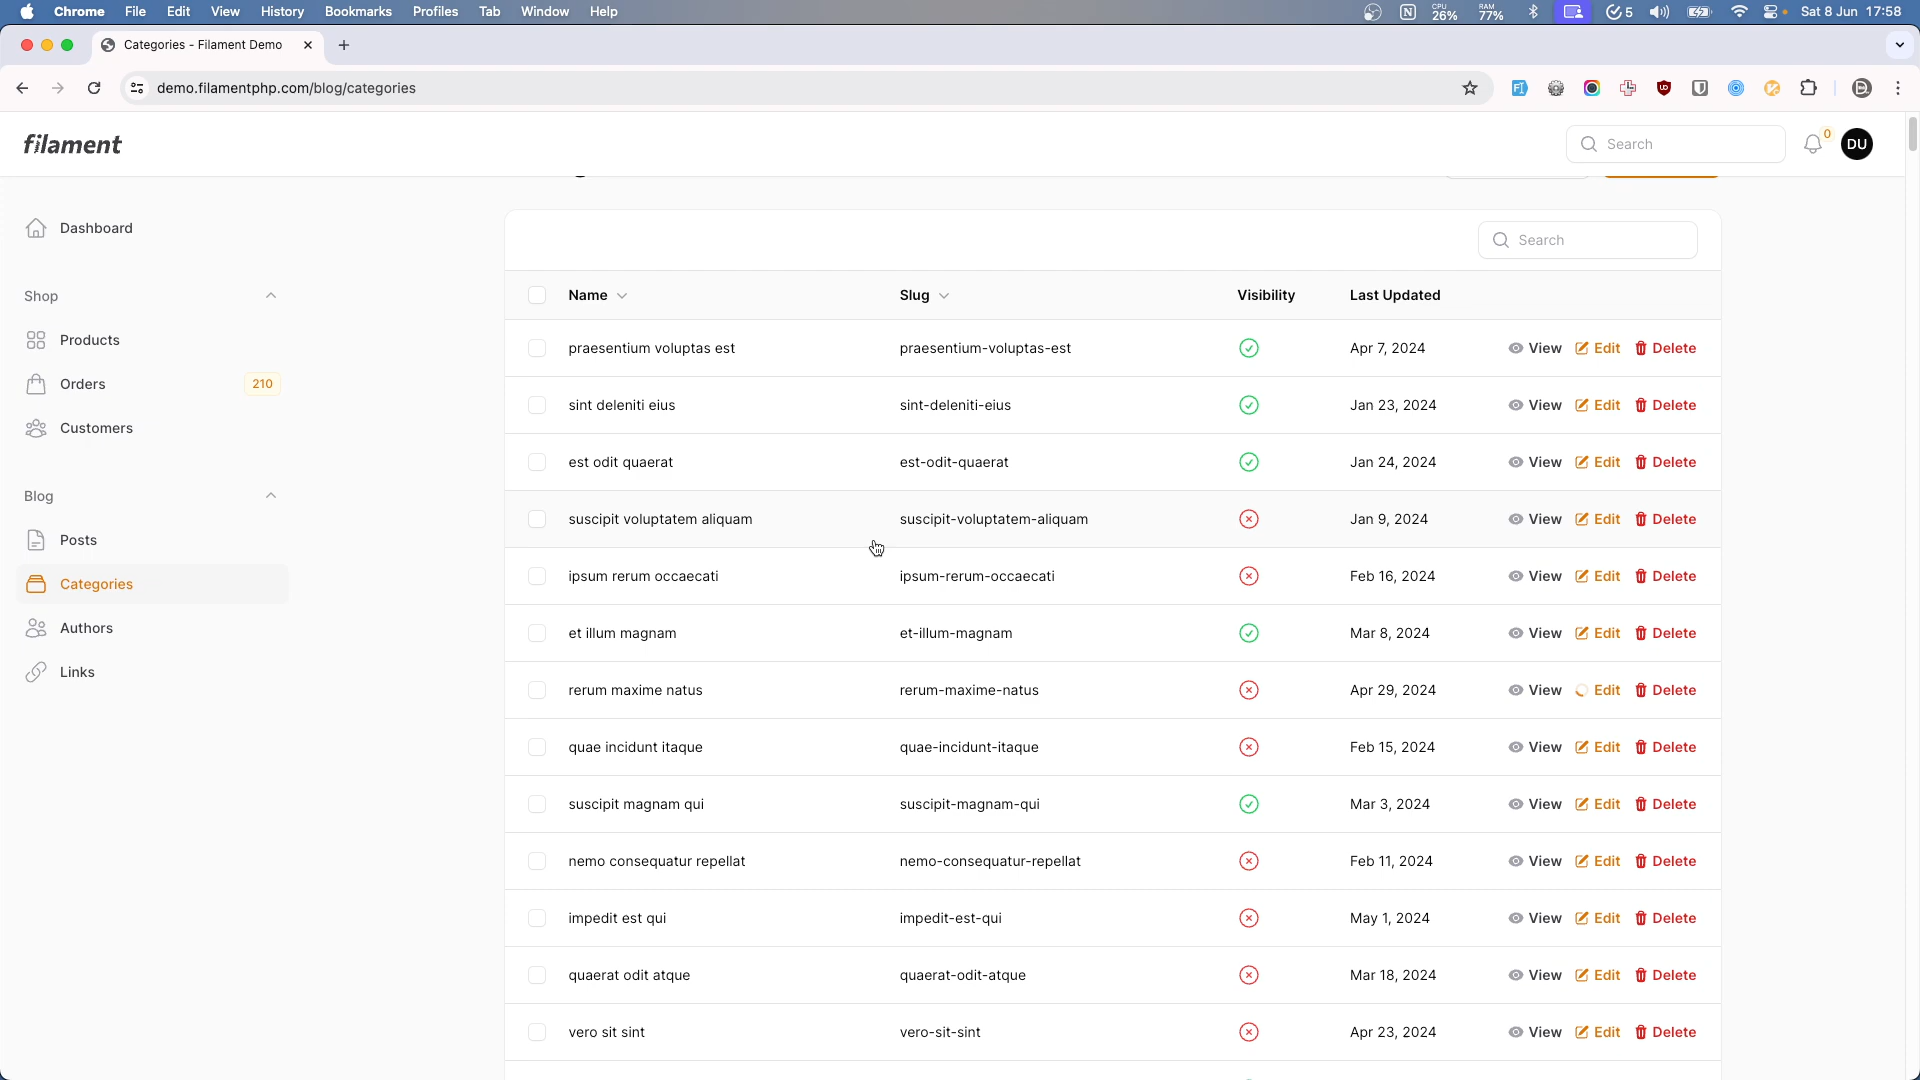 Chrome File Edit View History Bookmarks Profiles Tab Window Help CPU 26% RAM 77% 5 Sat 8 Jun 17:58
Categories - Filament Demo
demo.filamentphp.com/blog/categories
filament Search 0 DU
Search
Dashboard
Shop
Products
Orders 210
Customers
Blog
Posts
Categories
Authors
Links
Name Slug Visibility Last Updated
praesentium voluptas est praesentium-voluptas-est Apr 7, 2024 View Edit Delete
sint deleniti eius sint-deleniti-eius Jan 23, 2024 View Edit Delete
est odit quaerat est-odit-quaerat Jan 24, 2024 View Edit Delete
suscipit voluptatem aliquam suscipit-voluptatem-aliquam Jan 9, 2024 View Edit Delete
ipsum rerum occaecati ipsum-rerum-occaecati Feb 16, 2024 View Edit Delete
et illum magnam et-illum-magnam Mar 8, 2024 View Edit Delete
rerum maxime natus rerum-maxime-natus Apr 29, 2024 View Edit Delete
quae incidunt itaque quae-incidunt-itaque Feb 15, 2024 View Edit Delete
suscipit magnam qui suscipit-magnam-qui Mar 3, 2024 View Edit Delete
nemo consequatur repellat nemo-consequatur-repellat Feb 11, 2024 View Edit Delete
impedit est qui impedit-est-qui May 1, 2024 View Edit Delete
quaerat odit atque quaerat-odit-atque Mar 18, 2024 View Edit Delete
vero sit sint vero-sit-sint Apr 23, 2024 View Edit Delete